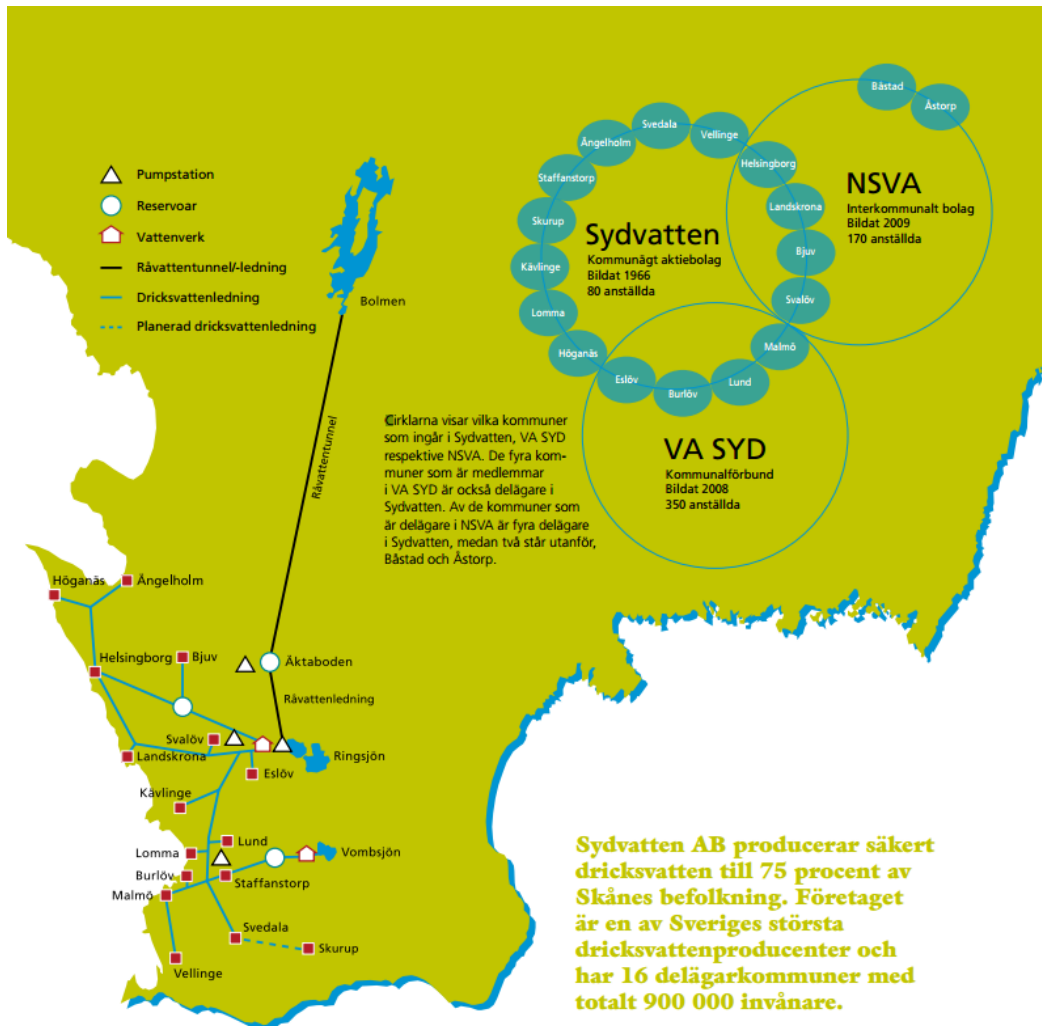 Pumpstation
Reservoar
Vattenverk
Råvattentunnel/-ledning
Dricksvattenledning
Planerad dricksvattenledning
Bolmen
Råvattentunnel
Båstad
Åstorp
Svedala
Vellinge
Ängelholm
Helsingborg
Staffanstorp
Landskrona
Skurup
Bjuv
Kävlinge
Svalöv
Lomma
Malmö
Höganäs
Eslöv
Lund
Burlöv
NSVA
Interkommunalt bolag
Bildat 2009
170 anställda
Sydvatten
Kommunägt aktiebolag
Bildat 1966
80 anställda
VA SYD
Kommunalförbund
Bildat 2008
350 anställda
Cirklarna visar vilka kommuner
som ingår i Sydvatten, VA SYD
respektive NSVA. De fyra kom-
muner som är medlemmar
i VA SYD är också delägare i
Sydvatten. Av de kommuner som
är delägare i NSVA är fyra delägare
i Sydvatten, medan två står utanför,
Båstad och Åstorp.
Höganäs
Ängelholm
Helsingborg
Bjuv
Äktaboden
Råvattenledning
Svalöv
Landskrona
Ringsjön
Eslöv
Kävlinge
Lund
Lomma
Vombsjön
Burlöv
Staffanstorp
Malmö
Svedala
Skurup
Vellinge
Sydvatten AB producerar säkert
dricksvatten till 75 procent av
Skånes befolkning. Företaget
är en av Sveriges största
dricksvattenproducenter och
har 16 delägarkommuner med
totalt 900 000 invånare.